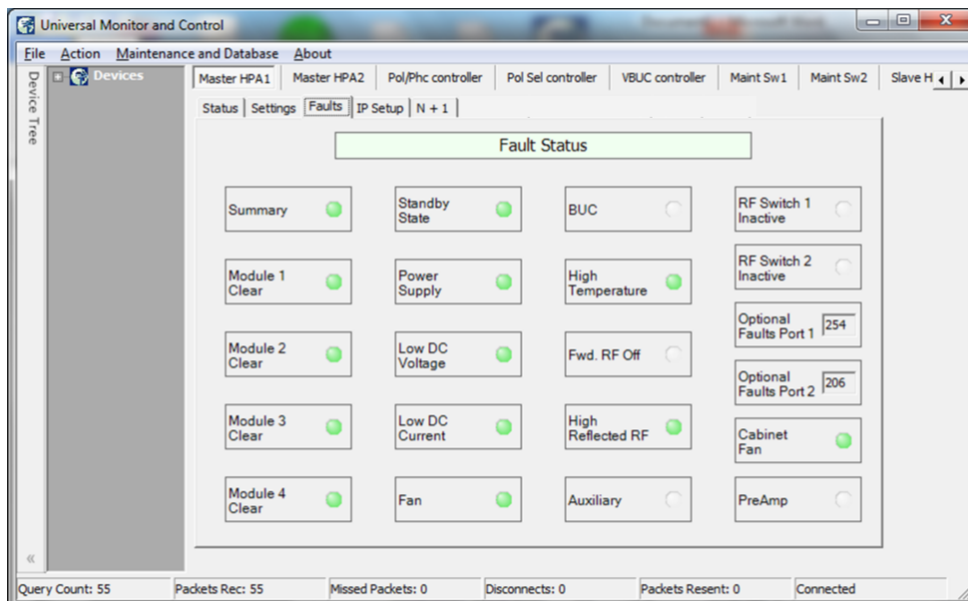 Universal Monitor and Control
File Action Maintenance and Database About
Device Tree
Devices
Master HPA1 Master HPA2 Pol/Phc controller Pol Sel controller VBUC controller Maint Sw1 Maint Sw2 Slave H
Status Settings Faults IP Setup N + 1
Fault Status
Summary
Standby
State
BUC
RF Switch 1
Inactive
RF Switch 2
Inactive
Module 1
Clear
Power
Supply
High
Temperature
Optional
Faults Port 1 254
Module 2
Clear
Low DC
Voltage
Fwd. RF Off
Optional
Faults Port 2 206
Module 3
Clear
Low DC
Current
High
Reflected RF
Cabinet
Fan
Module 4
Clear
Fan
Auxiliary
PreAmp
Query Count: 55 Packets Rec: 55 Missed Packets: 0 Disconnects: 0 Packets Resent: 0 Connected